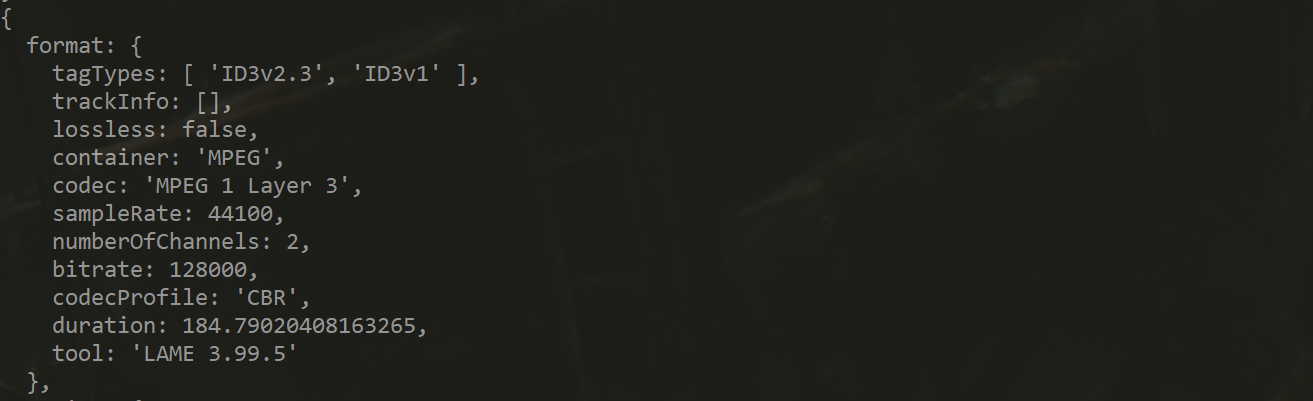 {
  format: {
    tagTypes: [ 'ID3v2.3', 'ID3v1' ],
    trackInfo: [],
    lossless: false,
    container: 'MPEG',
    codec: 'MPEG 1 Layer 3',
    sampleRate: 44100,
    numberOfChannels: 2,
    bitrate: 128000,
    codecProfile: 'CBR',
    duration: 184.79020408163265,
    tool: 'LAME 3.99.5'
  },